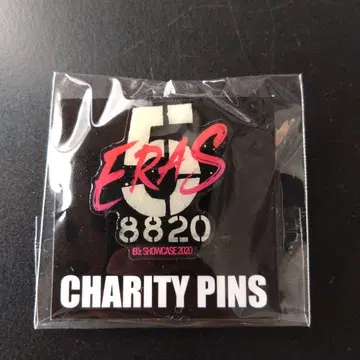 5
ERAS
8820
B'z SHOWCASE 2020
CHARITY PINS